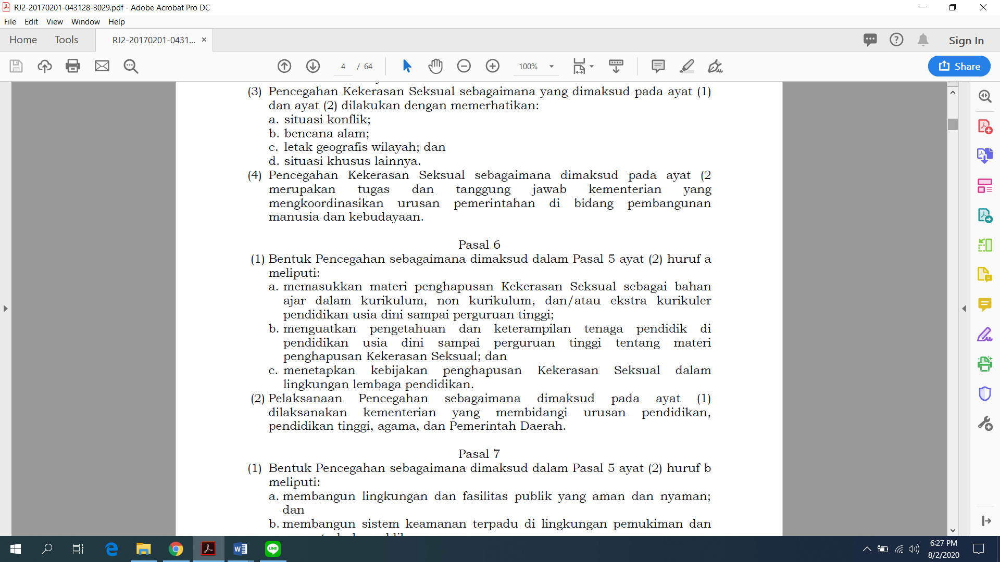 RJ2-20170201-043128-3029.pdf - Adobe Acrobat Pro DC
File Edit View Window Help
Home Tools RJ2-20170201-0431... × Sign In
4 / 64 100% Share
(3) Pencegahan Kekerasan Seksual sebagaimana yang dimaksud pada ayat (1)
dan ayat (2) dilakukan dengan memerhatikan:
a. situasi konflik;
b. bencana alam;
c. letak geografis wilayah; dan
d. situasi khusus lainnya.
(4) Pencegahan Kekerasan Seksual sebagaimana dimaksud pada ayat (2
merupakan tugas dan tanggung jawab kementerian yang
mengkoordinasikan urusan pemerintahan di bidang pembangunan
manusia dan kebudayaan.
Pasal 6
(1) Bentuk Pencegahan sebagaimana dimaksud dalam Pasal 5 ayat (2) huruf a
meliputi:
a. memasukkan materi penghapusan Kekerasan Seksual sebagai bahan
ajar dalam kurikulum, non kurikulum, dan/atau ekstra kurikuler
pendidikan usia dini sampai perguruan tinggi;
b. menguatkan pengetahuan dan keterampilan tenaga pendidik di
pendidikan usia dini sampai perguruan tinggi tentang materi
penghapusan Kekerasan Seksual; dan
c. menetapkan kebijakan penghapusan Kekerasan Seksual dalam
lingkungan lembaga pendidikan.
(2) Pelaksanaan Pencegahan sebagaimana dimaksud pada ayat (1)
dilaksanakan kementerian yang membidangi urusan pendidikan,
pendidikan tinggi, agama, dan Pemerintah Daerah.
Pasal 7
(1) Bentuk Pencegahan sebagaimana dimaksud dalam Pasal 5 ayat (2) huruf b
meliputi:
a. membangun lingkungan dan fasilitas publik yang aman dan nyaman;
dan
b. membangun sistem keamanan terpadu di lingkungan pemukiman dan
6:27 PM
8/2/2020